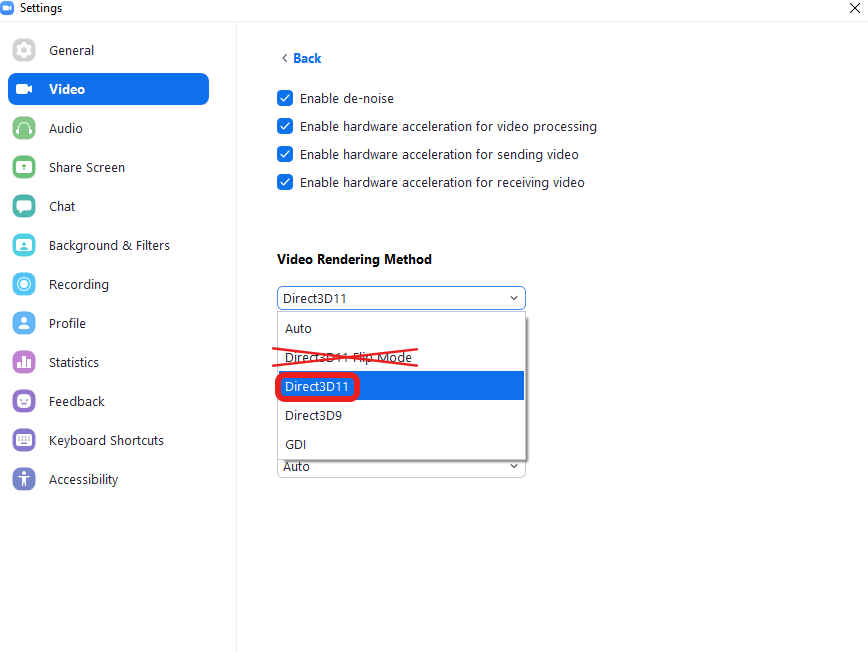 Settings
General
Video
Audio
Share Screen
Chat
Background & Filters
Recording
Profile
Statistics
Feedback
Keyboard Shortcuts
Accessibility
Back
Enable de-noise
Enable hardware acceleration for video processing
Enable hardware acceleration for sending video
Enable hardware acceleration for receiving video
Video Rendering Method
Direct3D11
Auto
Direct3D11 Flip Mode
Direct3D11
Direct3D9
GDI
Auto